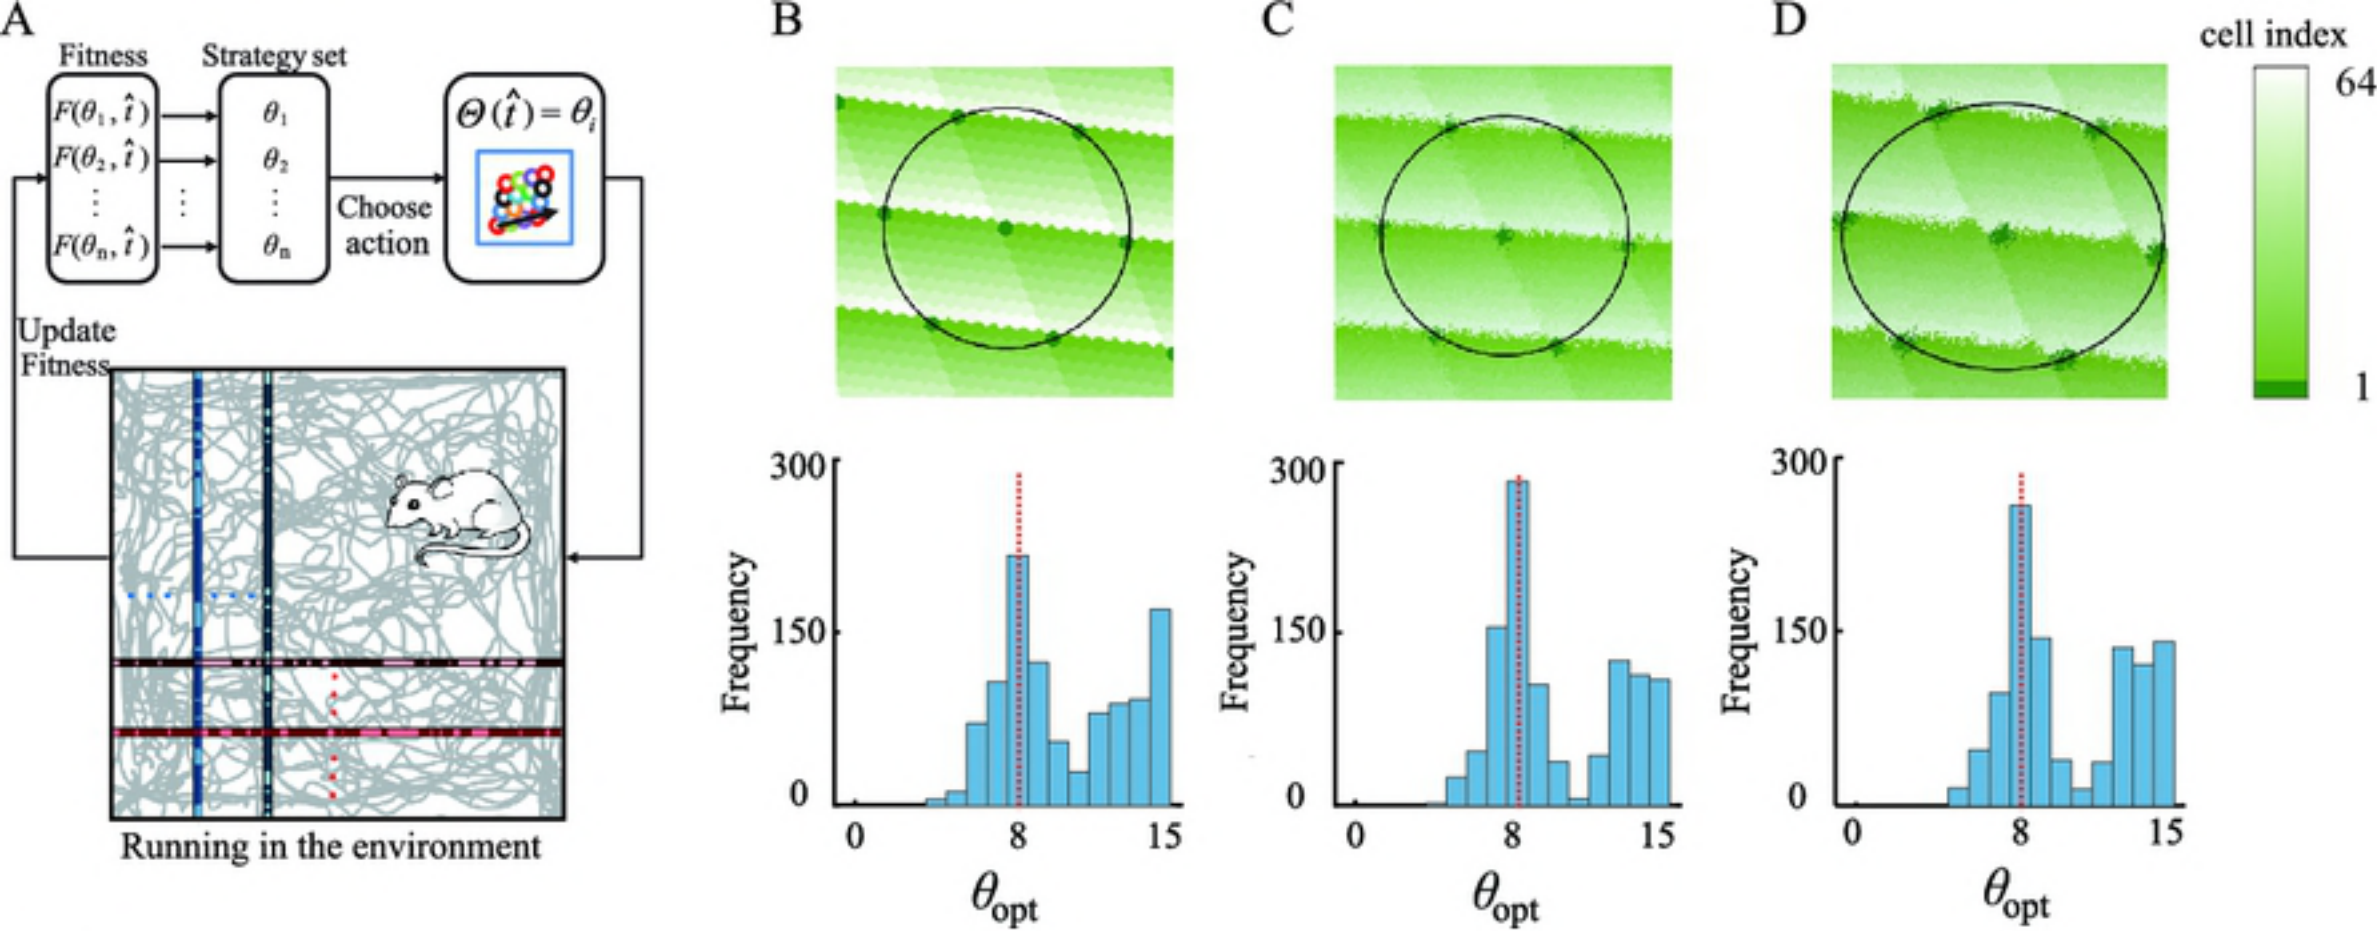 A
Fitness
Strategy set
F(θ₁, t̂)
θ₁
F(θ₂, t̂)
θ₂
⋮
⋮
⋮
F(θₙ, t̂)
θₙ
Choose
action
Θ(t̂) = θᵢ
Update
Fitness
Running in the environment
B
C
D
cell index
64
1
300
150
0
Frequency
0
8
15
θopt
300
150
0
Frequency
0
8
15
θopt
300
150
0
Frequency
0
8
15
θopt